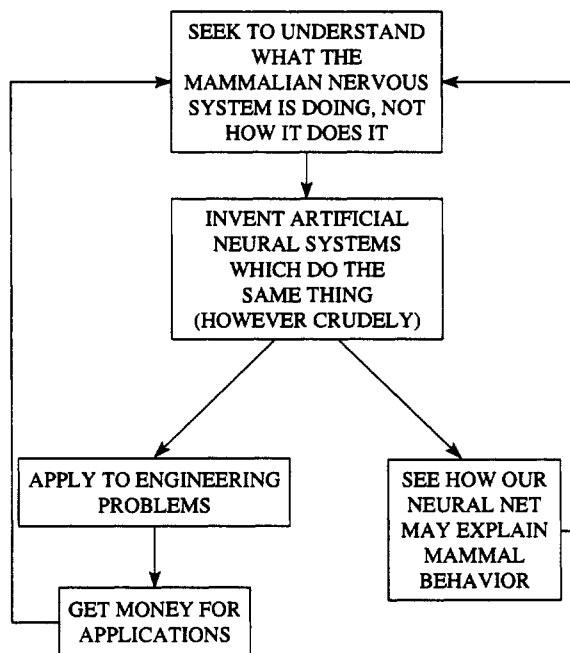 SEEK TO UNDERSTAND
WHAT THE
MAMMALIAN NERVOUS
SYSTEM IS DOING, NOT
HOW IT DOES IT
INVENT ARTIFICIAL
NEURAL SYSTEMS
WHICH DO THE
SAME THING
(HOWEVER CRUDELY)
APPLY TO ENGINEERING
PROBLEMS
SEE HOW OUR
NEURAL NET
MAY EXPLAIN
MAMMAL
BEHAVIOR
GET MONEY FOR
APPLICATIONS